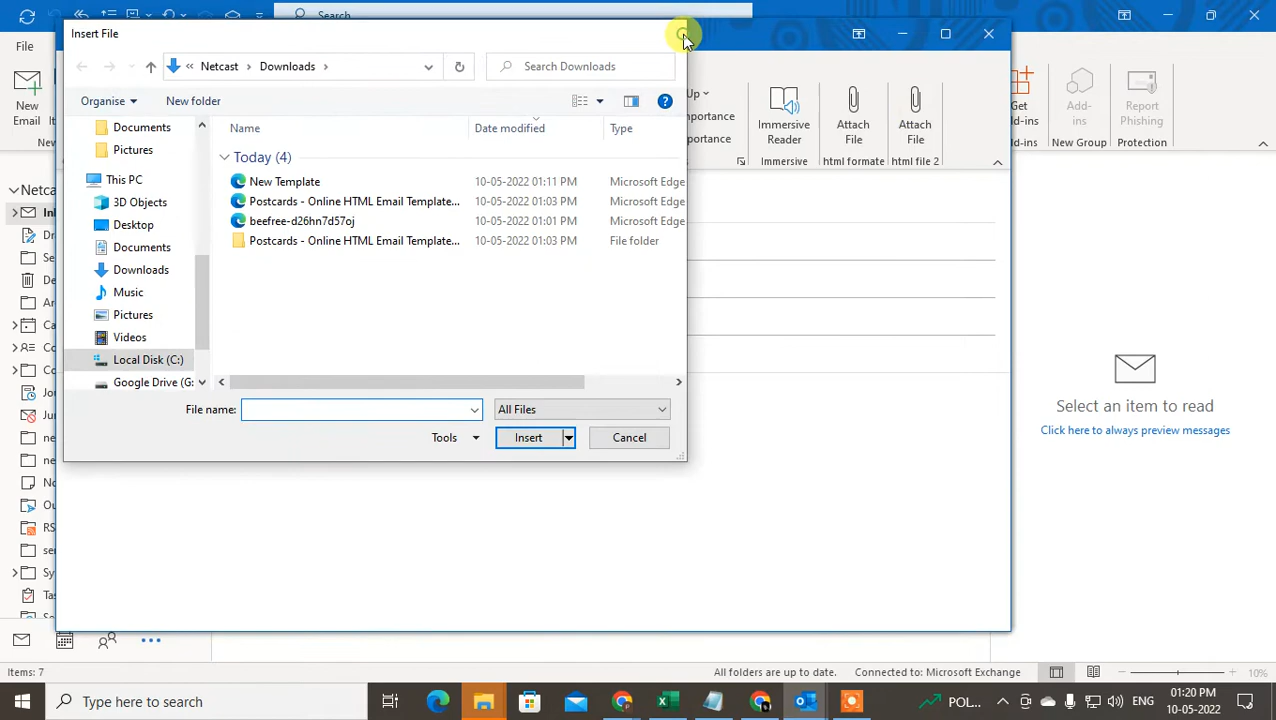 Search
Insert File
File
« Netcast › Downloads ›
Search Downloads
New
Email
Organise
New folder
Up
Importance
Importance
Immersive
Reader
Immersive
Attach
File
html formate
Attach
File
html file 2
Get
Add-ins
Add-ins
Add-
ins
New Group
Report
Phishing
Protection
Documents
Pictures
This PC
3D Objects
Desktop
Documents
Downloads
Music
Pictures
Videos
Local Disk (C:)
Google Drive (G:
Name
Date modified
Type
Today (4)
New Template 10-05-2022 01:11 PM Microsoft Edge
Postcards - Online HTML Email Template... 10-05-2022 01:03 PM Microsoft Edge
beefree-d26hn7d57oj 10-05-2022 01:01 PM Microsoft Edge
Postcards - Online HTML Email Template... 10-05-2022 01:03 PM File folder
File name:
All Files
Tools
Insert
Cancel
Select an item to read
Click here to always preview messages
Items: 7
All folders are up to date.
Connected to: Microsoft Exchange
10%
Type here to search
POL...
ENG
01:20 PM
10-05-2022